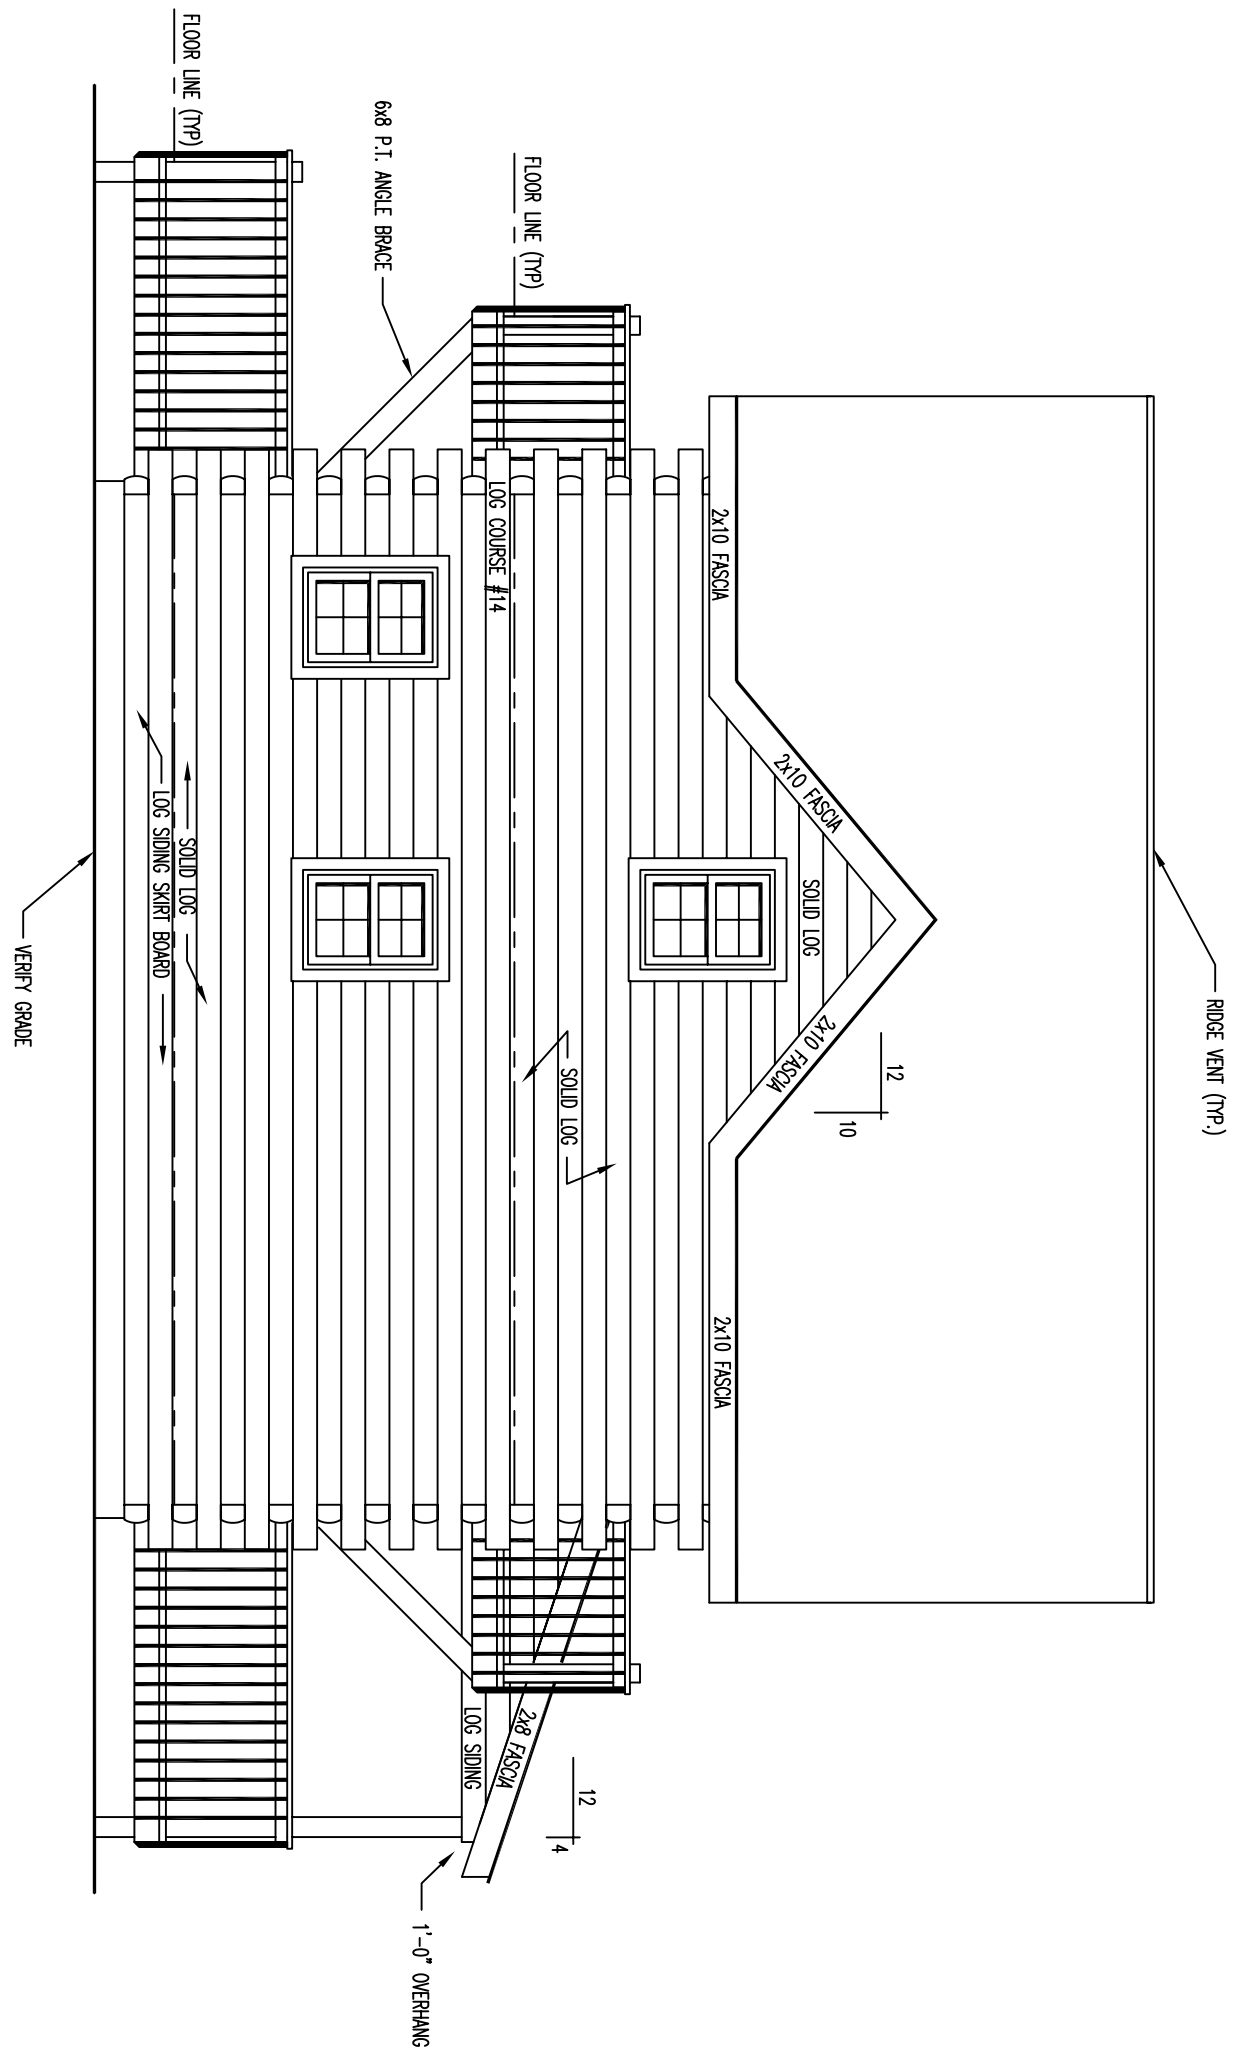 RIDGE VENT (TYP.)
12
10
2x10 FASCIA
2x10 FASCIA
2x10 FASCIA
2x10 FASCIA
SOLID LOG
FLOOR LINE (TYP)
SOLID LOG
12
4
2x8 FASCIA
LOG COURSE #14
LOG SIDING
6x8 P.T. ANGLE BRACE
1'-0" OVERHANG
FLOOR LINE (TYP)
SOLID LOG
LOG SIDING SKIRT BOARD
VERIFY GRADE